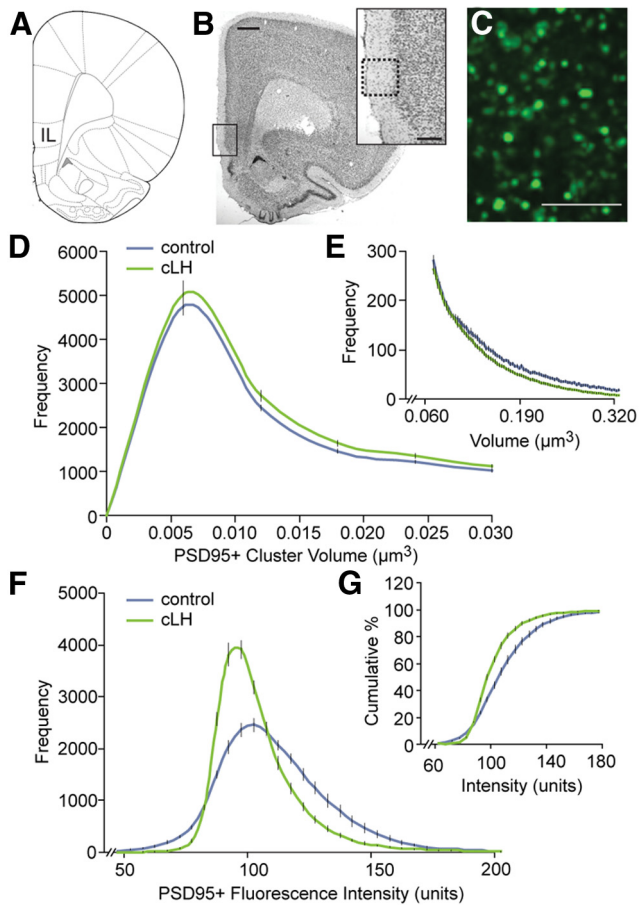 A
B
C
IL
D
control
cLH
6000
5000
4000
3000
2000
1000
0
Frequency
0 0.005 0.010 0.015 0.020 0.025 0.030
PSD95+ Cluster Volume (µm³)
E
300
200
100
0
Frequency
0.060 0.190 0.320
Volume (µm³)
F
control
cLH
5000
4000
3000
2000
1000
0
Frequency
50 100 150 200
PSD95+ Fluorescence Intensity (units)
G
120
100
80
60
40
20
0
Cumulative %
60 100 140 180
Intensity (units)